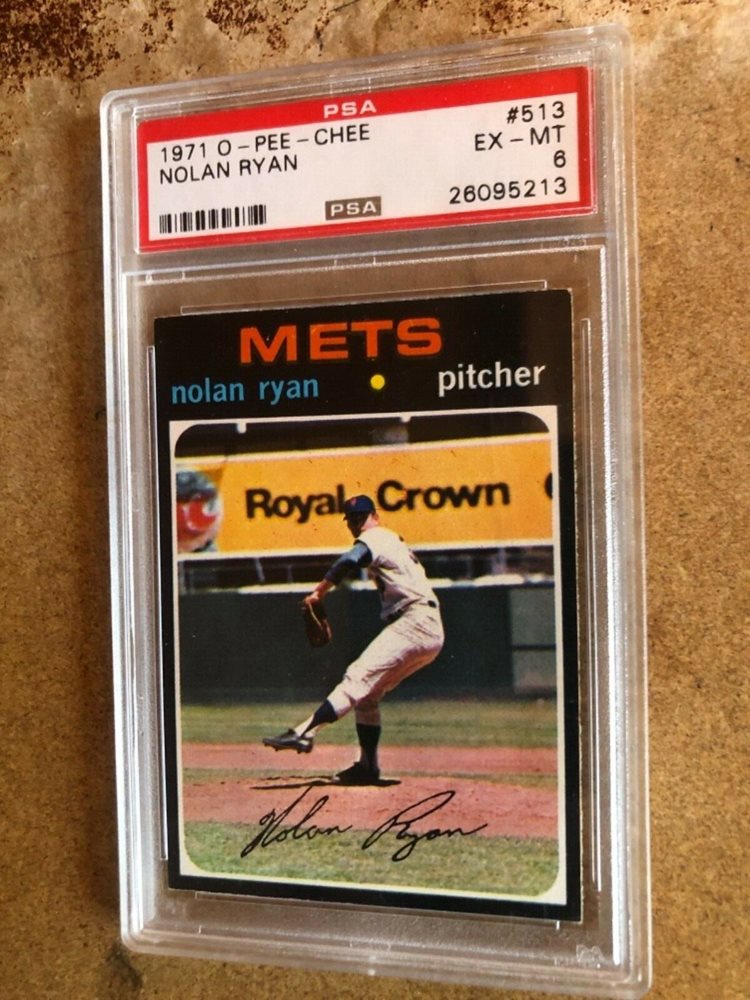 PSA
1971 O-PEE-CHEE #513
NOLAN RYAN EX-MT
6
PSA 26095213
METS
nolan ryan pitcher
Royal Crown
Nolan Ryan